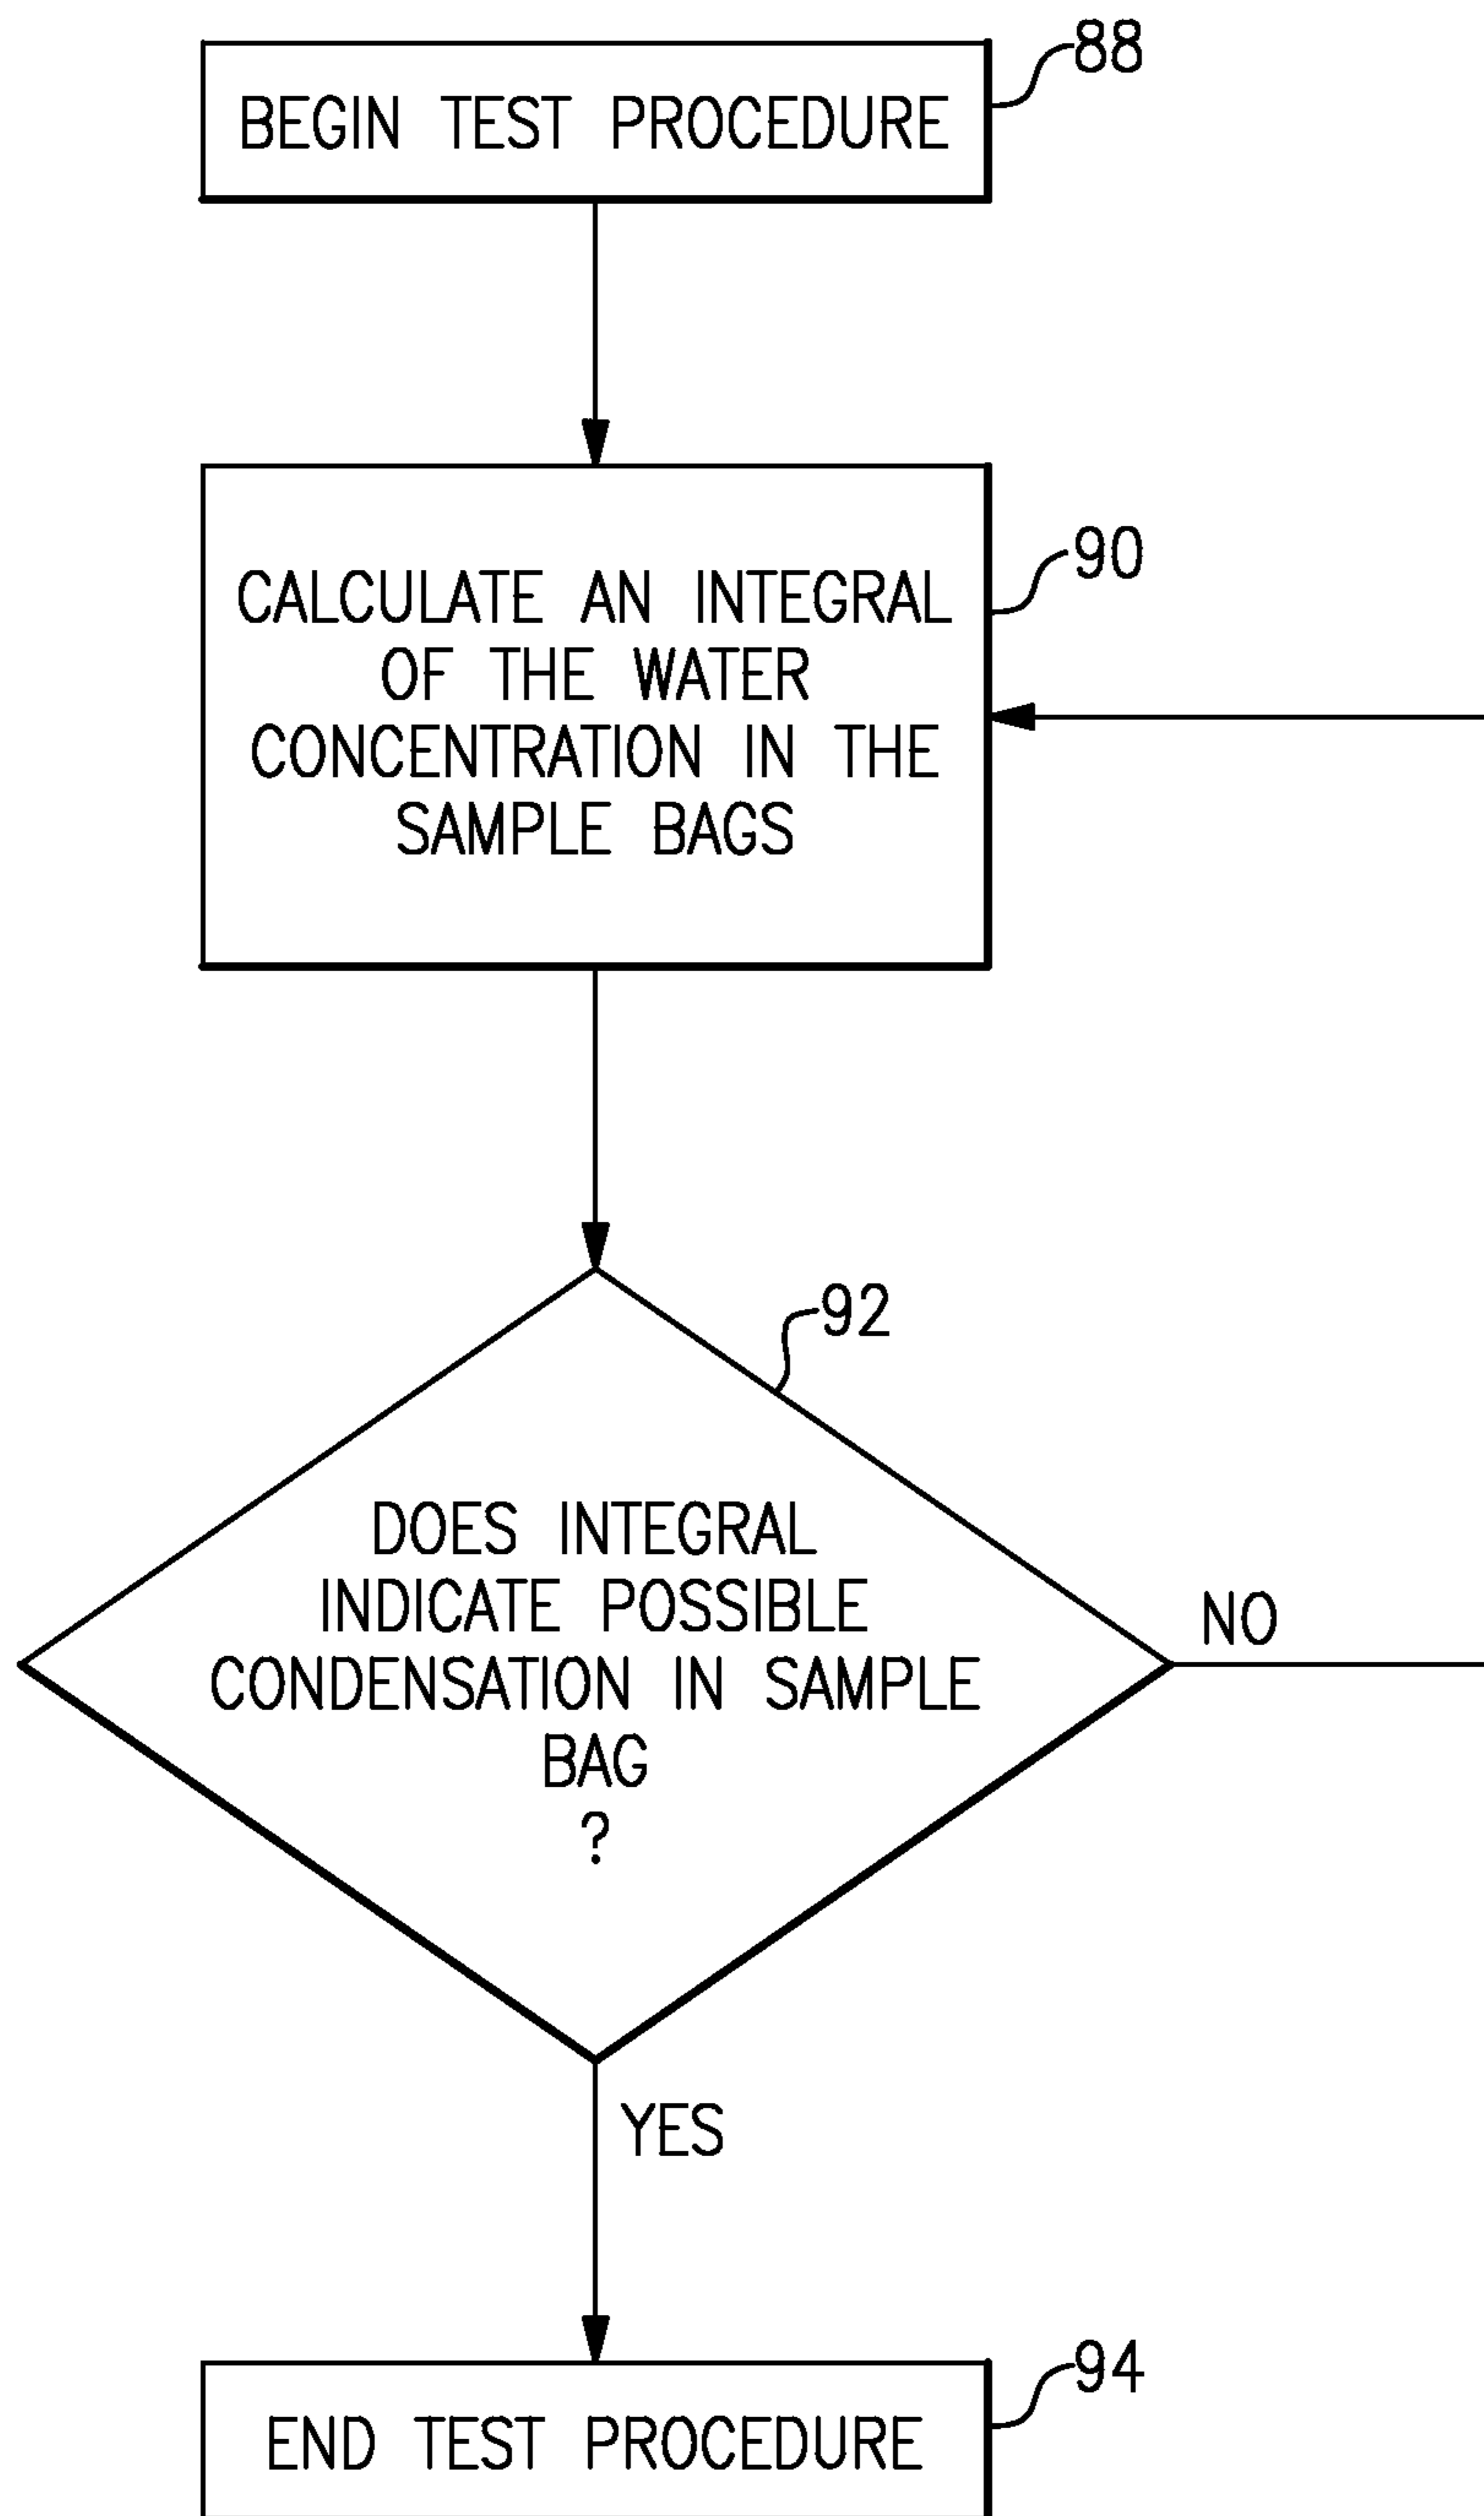 88
BEGIN TEST PROCEDURE
90
CALCULATE AN INTEGRAL
OF THE WATER
CONCENTRATION IN THE
SAMPLE BAGS
92
DOES INTEGRAL
INDICATE POSSIBLE
CONDENSATION IN SAMPLE
BAG
?
NO
YES
94
END TEST PROCEDURE